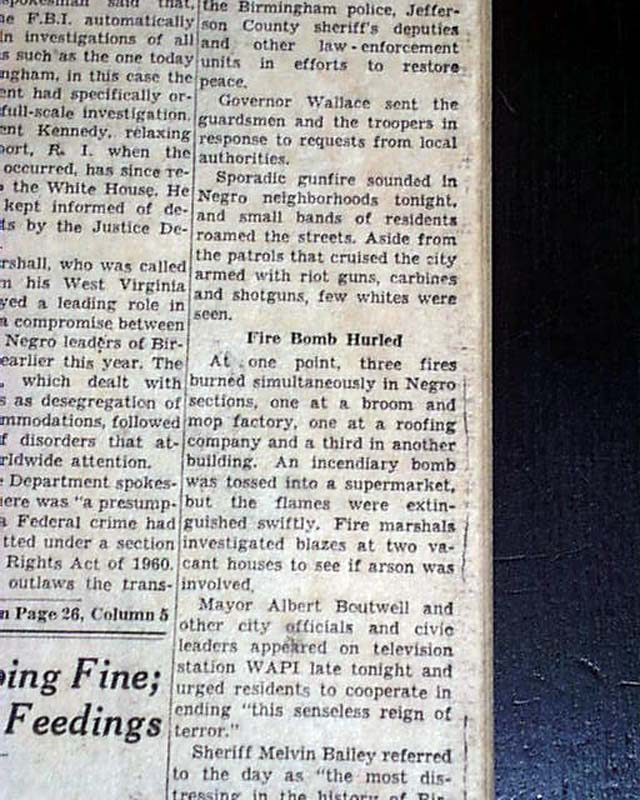 spokesman said that,
e F.B.I. automatically
in investigations of all
s such as the one today
ngham, in this case the
ent had specifically or-
full-scale investigation.
ent Kennedy, relaxing
port, R. I. when the
occurred, has since re-
the White House. He
kept informed of de-
ts by the Justice De-
rshall, who was called
m his West Virginia
yed a leading role in
a compromise between
Negro leaders of Bir-
earlier this year. The
, which dealt with
s as desegregation of
mmodations, followed
f disorders that at-
rldwide attention.
e Department spokes-
ere was "a presump-
a Federal crime had
tted under a section
Rights Act of 1960.
outlaws the trans-
n Page 26, Column 5
ing Fine;
Feedings
the Birmingham police, Jeffer-
son County sheriff's deputies
and other law-enforcement
units in efforts to restore
peace.
Governor Wallace sent the
guardsmen and the troopers in
response to requests from local
authorities.
Sporadic gunfire sounded in
Negro neighborhoods tonight,
and small bands of residents
roamed the streets. Aside from
the patrols that cruised the city
armed with riot guns, carbines
and shotguns, few whites were
seen.
Fire Bomb Hurled
At one point, three fires
burned simultaneously in Negro
sections, one at a broom and
mop factory, one at a roofing
company and a third in another
building. An incendiary bomb
was tossed into a supermarket,
but the flames were extin-
guished swiftly. Fire marshals
investigated blazes at two va-
cant houses to see if arson was
involved.
Mayor Albert Boutwell and
other city officials and civic
leaders appeared on television
station WAPI late tonight and
urged residents to cooperate in
ending "this senseless reign of
terror."
Sheriff Melvin Bailey referred
to the day as "the most dis-
tressing in the history of Bir-